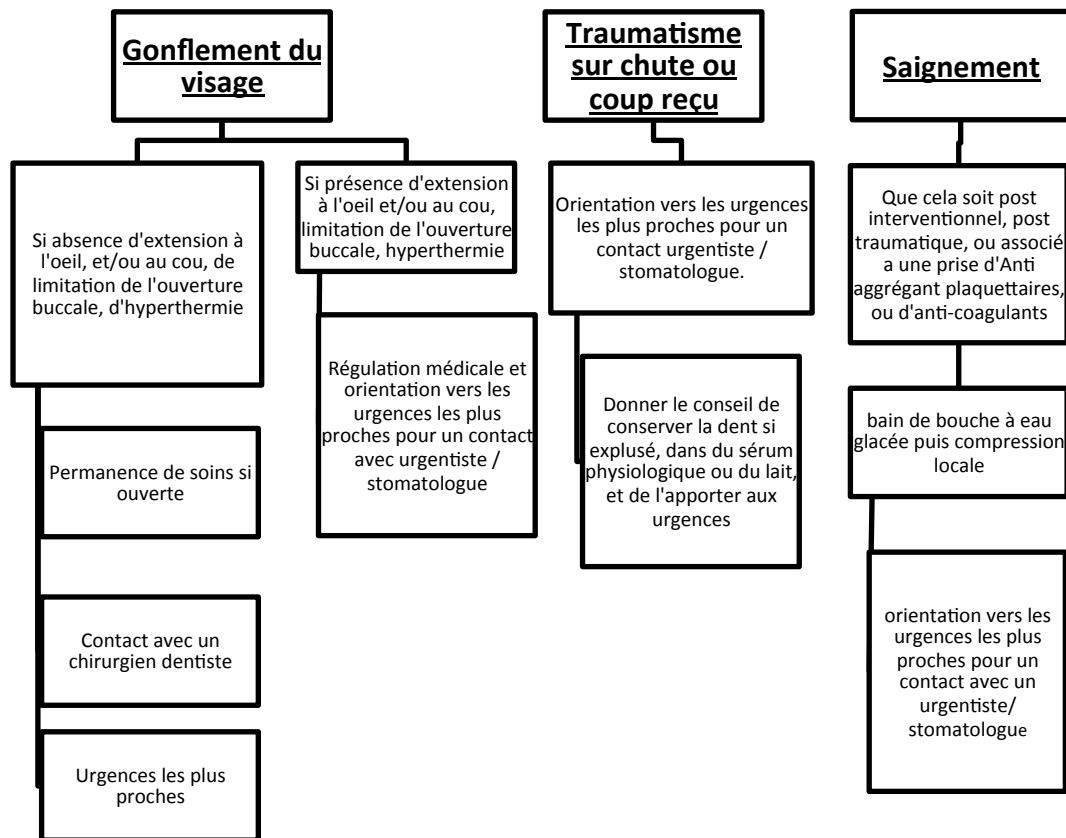 Gonflement du
visage
Si absence d'extension à
l'oeil, et/ou au cou, de
limitation de l'ouverture
buccale, d'hyperthermie
Permanence de soins si
ouverte
Contact avec un
chirurgien dentiste
Urgences les plus
proches
Si présence d'extension
à l'oeil et/ou au cou,
limitation de l'ouverture
buccale, hyperthermie
Régulation médicale et
orientation vers les
urgences les plus
proches pour un contact
avec urgentiste /
stomatologue
Traumatisme
sur chute ou
coup reçu
Orientation vers les urgences
les plus proches pour un
contact urgentiste /
stomatologue.
Donner le conseil de
conserver la dent si
explusé, dans du sérum
physiologique ou du lait,
et de l'apporter aux
urgences
Saignement
Que cela soit post
interventionnel, post
traumatique, ou associé
a une prise d'Anti
aggrégant plaquettaires,
ou d'anti-coagulants
bain de bouche à eau
glacée puis compression
locale
orientation vers les
urgences les plus
proches pour un
contact avec un
urgentiste/
stomatologue